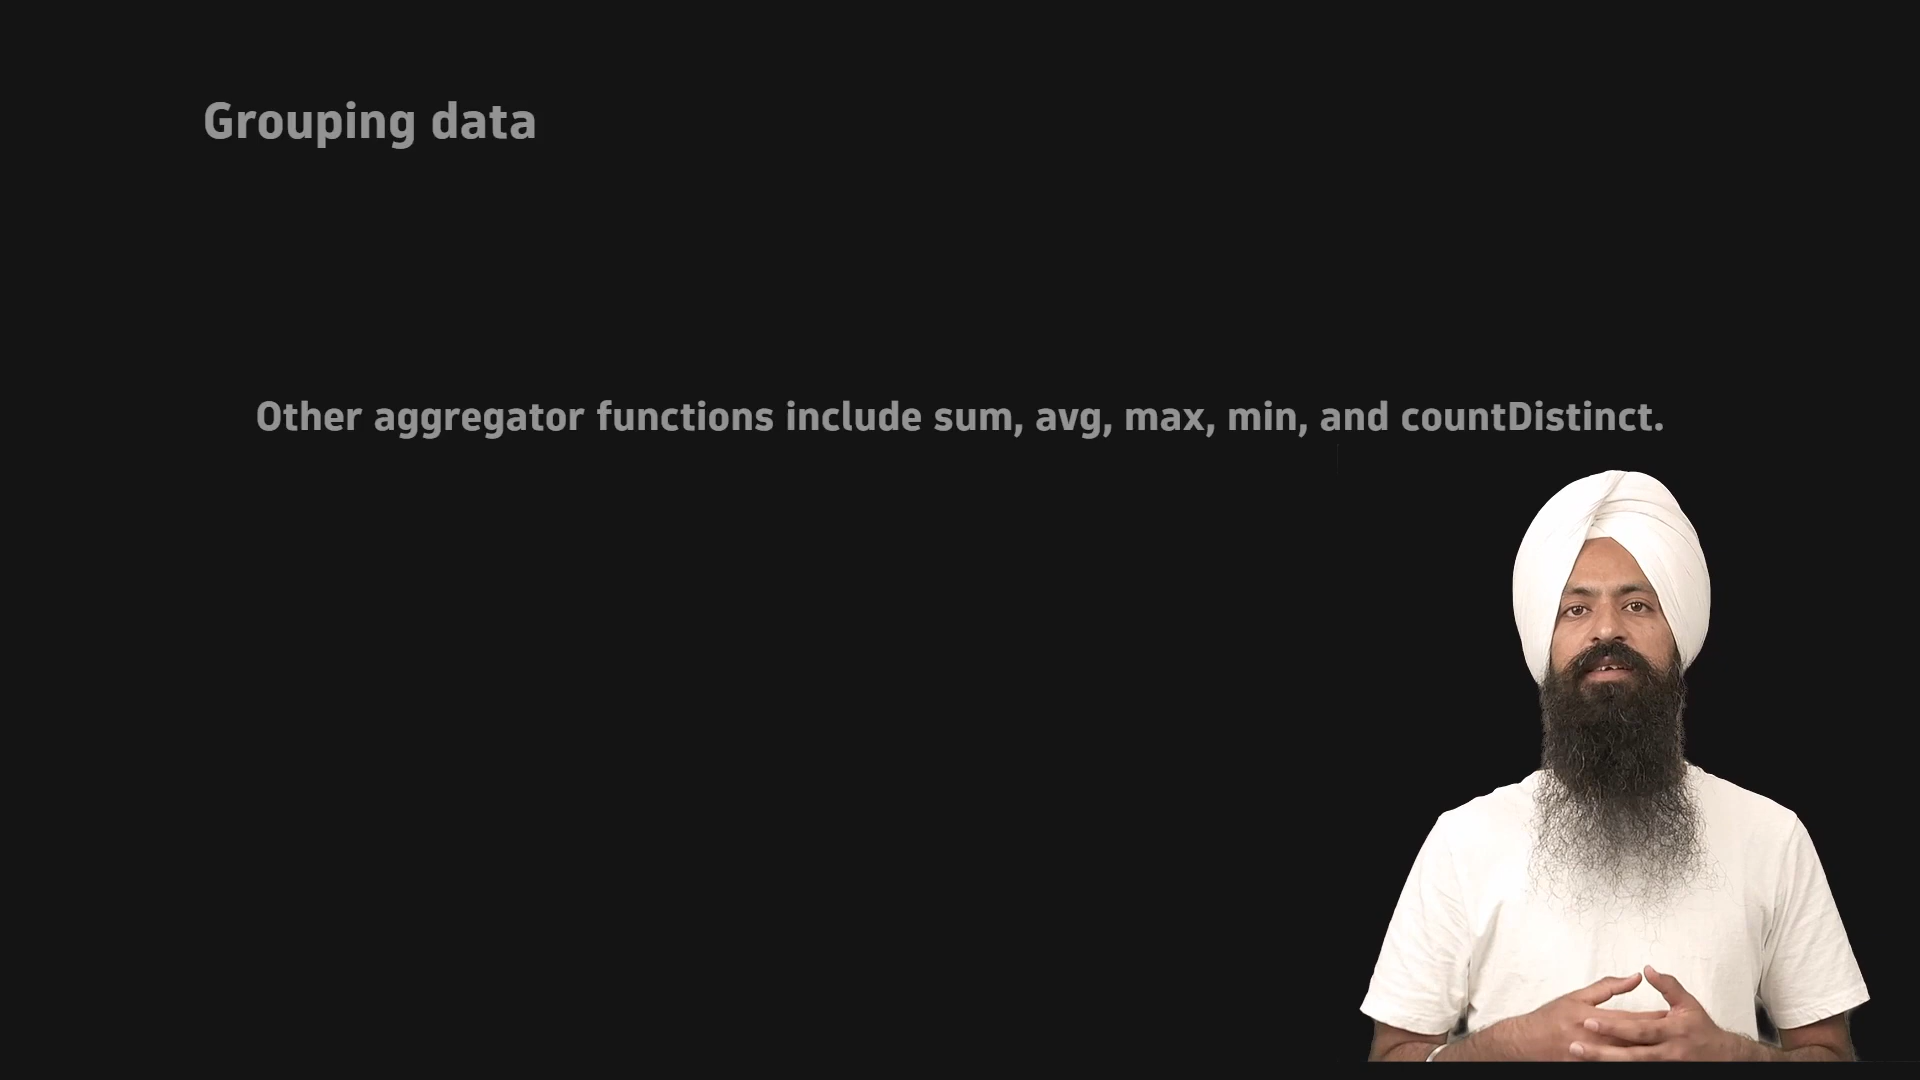 Grouping data
Other aggregator functions include sum, avg, max, min, and countDistinct.